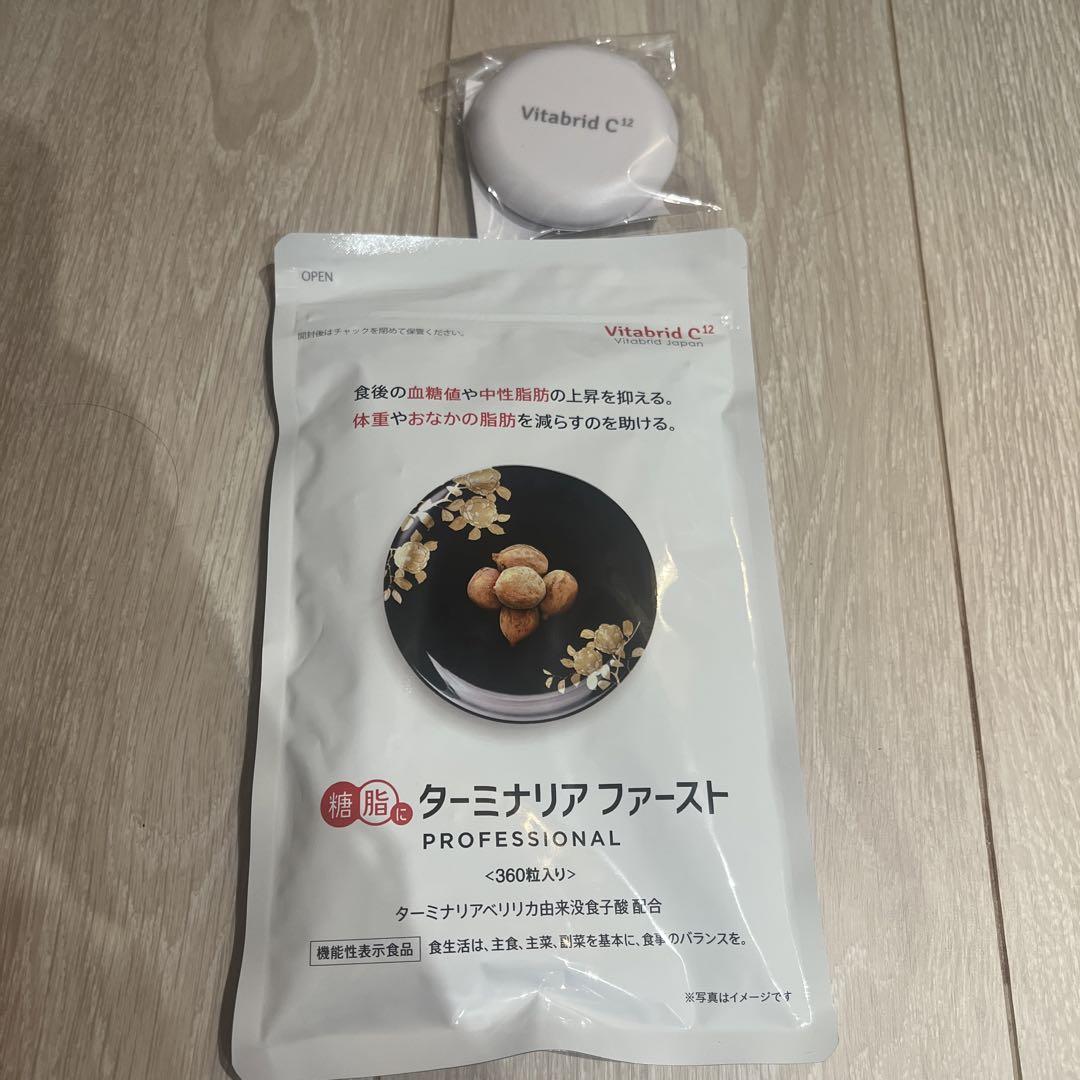 Vitabrid C12
OPEN
開封後はチャックを閉めて保管ください。
Vitabrid C12
Vitabrid Japan
食後の血糖値や中性脂肪の上昇を抑える。
体重やおなかの脂肪を減らすのを助ける。
糖脂に ターミナリア ファースト
PROFESSIONAL
<360粒入り>
ターミナリアベリリカ由来没食子酸 配合
機能性表示食品 食生活は、主食、主菜、副菜を基本に、食事のバランスを。
※写真はイメージです